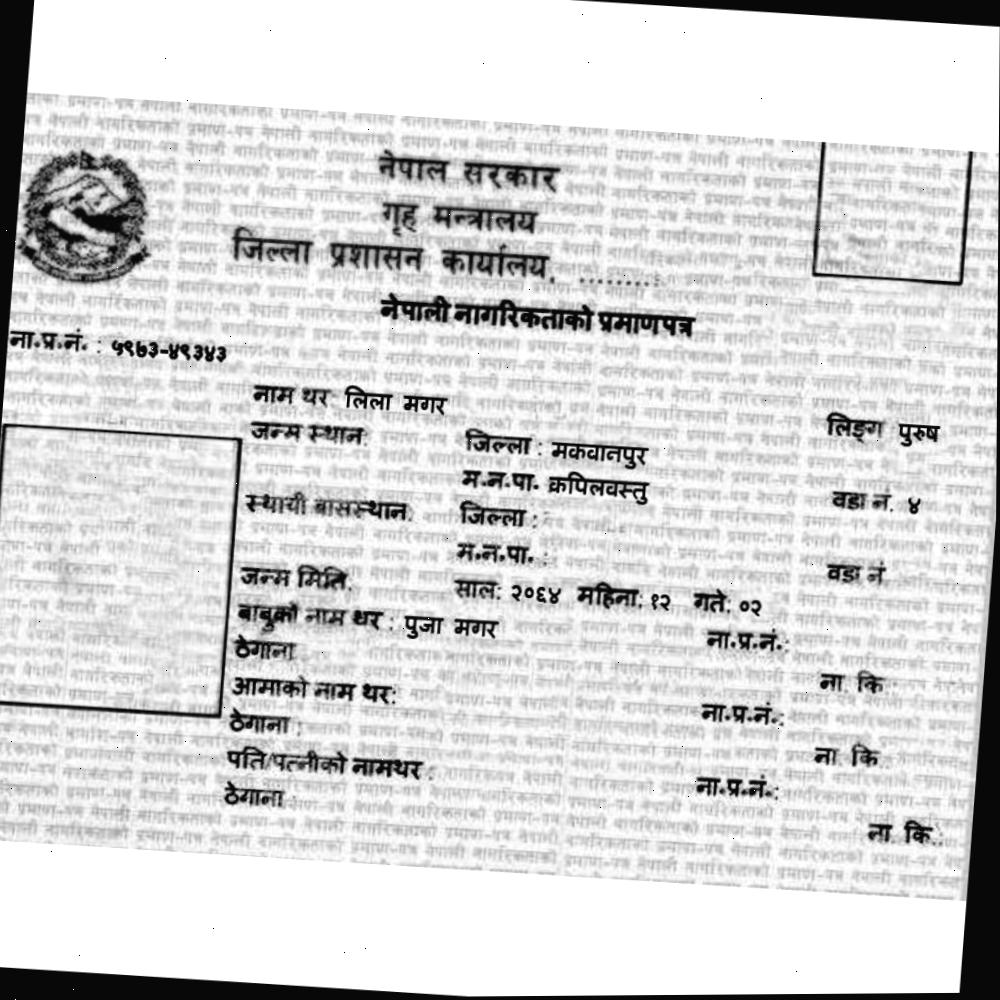 नेपाल सरकार
गृह मन्त्रालय
जिल्ला प्रशासन कार्यालय, .........
नेपाली नागरिकताको प्रमाणपत्र
ना.प्र.नं. : ५९७३-४९३४३
नाम थर: लिला मगर लिङ्ग पुरुष
जन्म स्थान: जिल्ला : मकवानपुर
म.न.पा. कपिलवस्तु वडा नं. ४
स्थायी बासस्थान: जिल्ला :
म.न.पा. : वडा नं.
जन्म मिति: साल: २०६४ महिना: १२ गते: ०२
बाबुको नाम थर : पुजा मगर ना.प्र.नं.:
ठेगाना ना. कि.:
आमाको नाम थर: ना.प्र.नं.:
ठेगाना : ना. कि.:
पति/पत्नीको नामथर : ना.प्र.नं.:
ठेगाना : ना. कि.: